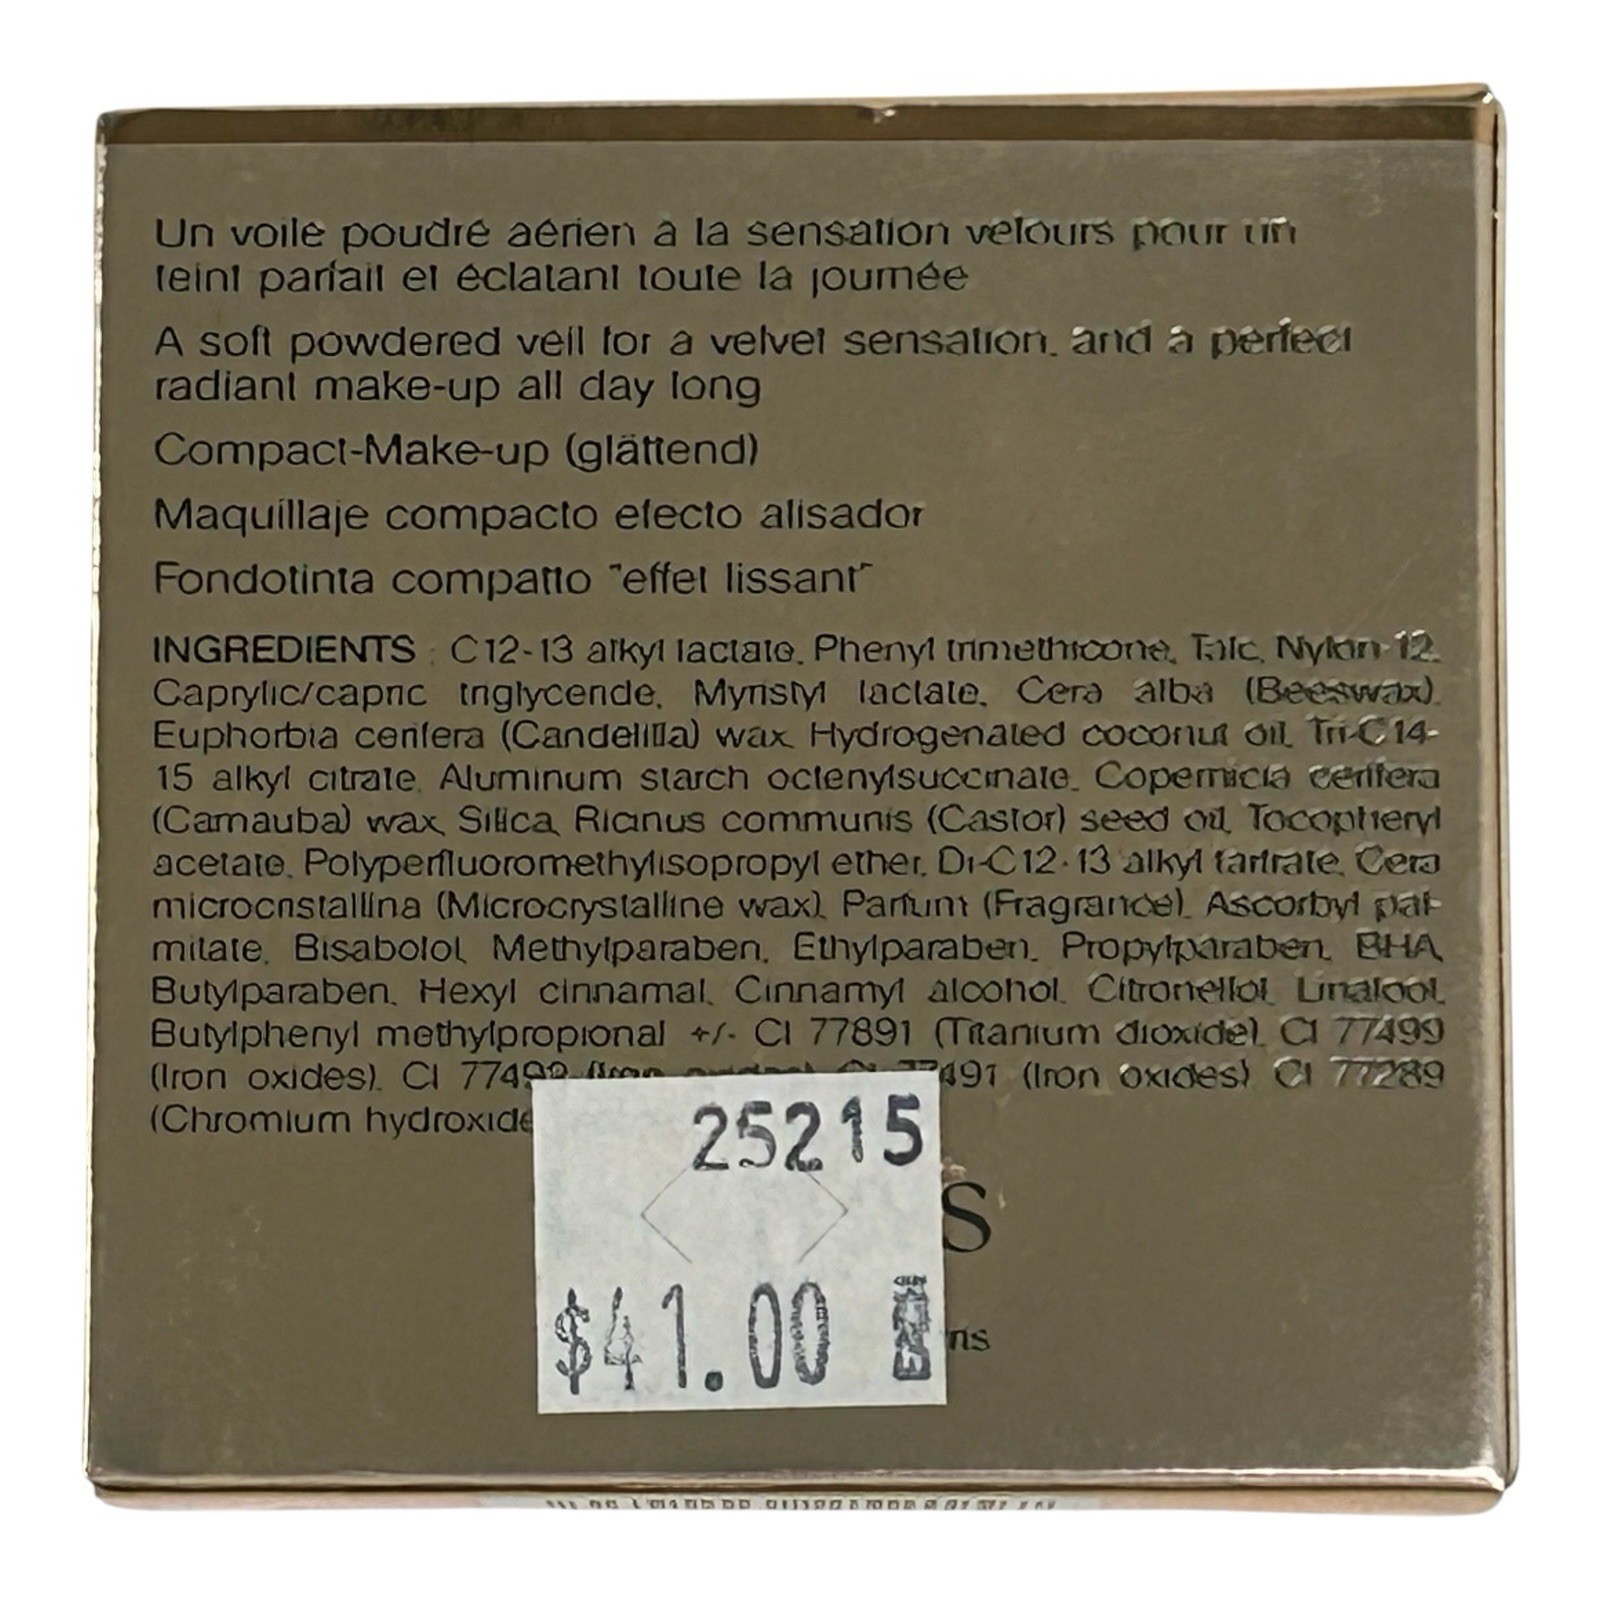 Un voile poudré aérien à la sensation velours pour un
teint parfait et éclatant toute la journée
A soft powdered veil for a velvet sensation, and a perfect
radiant make-up all day long
Compact-Make-up (glättend)
Maquillaje compacto efecto alisador
Fondotinta compatto "effet lissant"
INGREDIENTS : C12-13 alkyl lactate, Phenyl trimethicone, Talc, Nylon-12,
Caprylic/capric triglyceride, Myristyl lactate, Cera alba (Beeswax),
Euphorbia cerifera (Candelilla) wax, Hydrogenated coconut oil, Tri-C14-
15 alkyl citrate, Aluminum starch octenylsuccinate, Copernicia cerifera
(Carnauba) wax, Silica, Ricinus communis (Castor) seed oil, Tocopheryl
acetate, Polyperfluoromethylisopropyl ether, Di-C12-13 alkyl tartrate, Cera
microcristallina (Microcrystalline wax), Parfum (Fragrance), Ascorbyl pal-
mitate, Bisabolol, Methylparaben, Ethylparaben, Propylparaben, BHA,
Butylparaben, Hexyl cinnamal, Cinnamyl alcohol, Citronellol, Linalool,
Butylphenyl methylpropional +/- CI 77891 (Titanium dioxide), CI 77499
(Iron oxides), CI 77492 (Iron oxides), CI 77491 (Iron oxides), CI 77289
(Chromium hydroxide
25215
S
$41.00